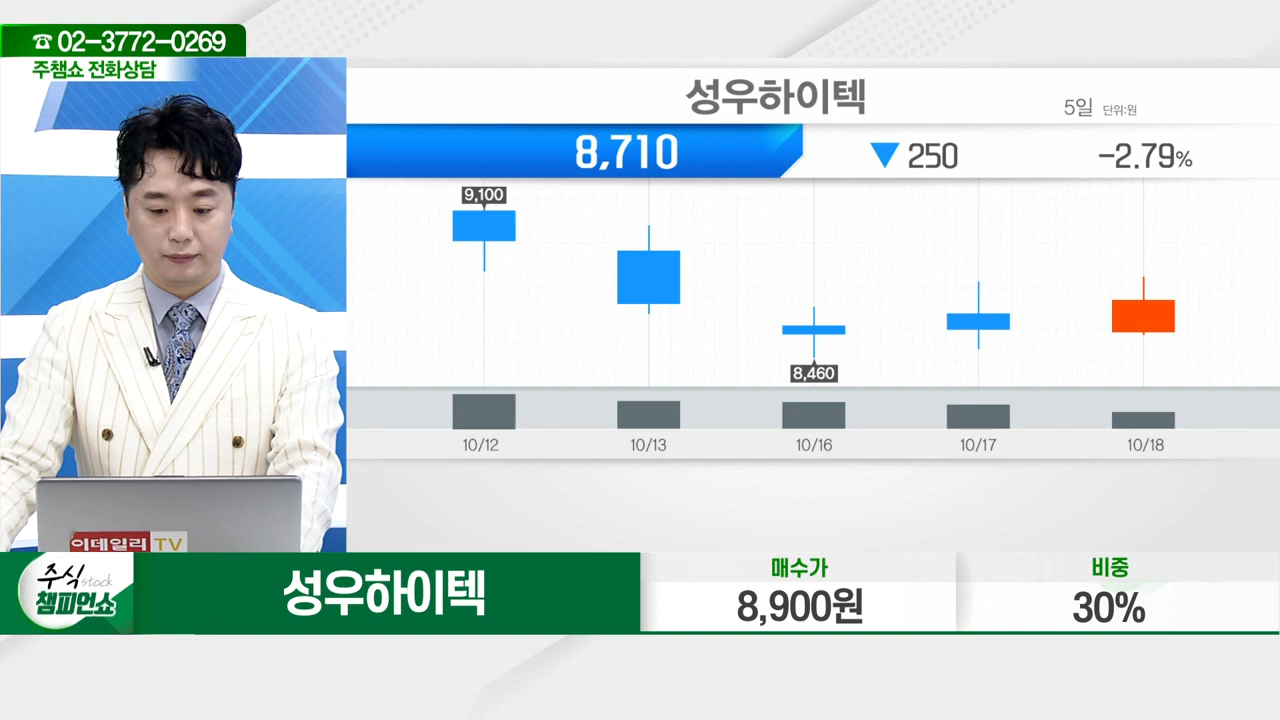 ☎ 02-3772-0269
주챔쇼 전화상담
성우하이텍
5일 단위:원
8,710 ▼ 250 -2.79%
9,100
8,460
10/12 10/13 10/16 10/17 10/18
이데일리 TV
주식 stock
챔피언쇼
성우하이텍
매수가
8,900원
비중
30%